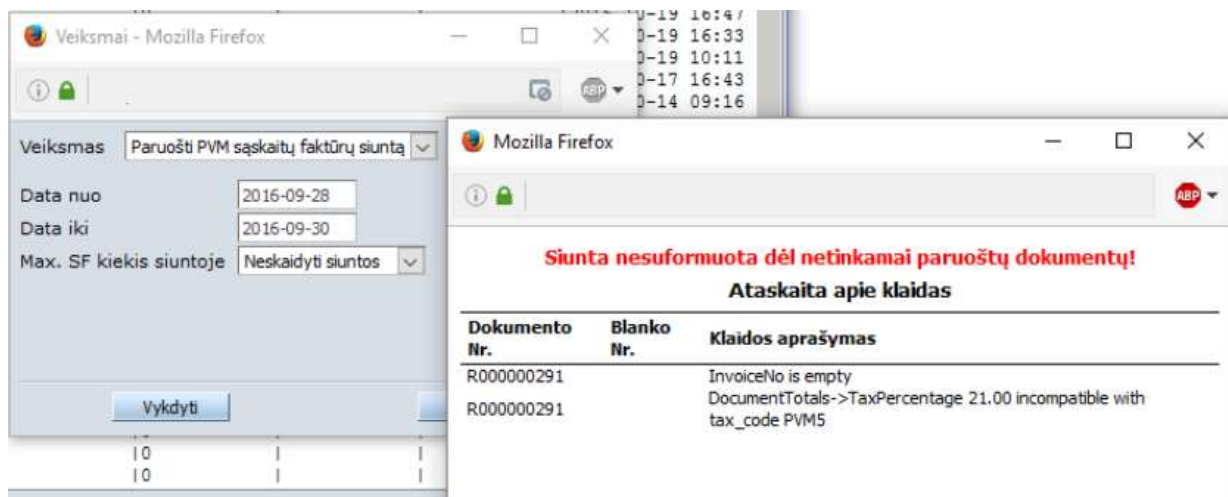 0-19 16:47
Veiksmai - Mozilla Firefox
0-19 16:33
0-19 10:11
0-17 16:43
0-14 09:16
ABP
Veiksmas
Paruošti PVM sąskaitų faktūrų siuntą
Data nuo
2016-09-28
Data iki
2016-09-30
Max. SF kiekis siuntoje
Neskaidyti siuntos
Vykdyti
|0 | |
|0 | |
Mozilla Firefox
ABP
Siunta nesuformuota dėl netinkamai paruoštų dokumentų!
Ataskaita apie klaidas
Dokumento Nr.
Blanko Nr.
Klaidos aprašymas
R000000291
InvoiceNo is empty
R000000291
DocumentTotals->TaxPercentage 21.00 incompatible with
tax_code PVM5